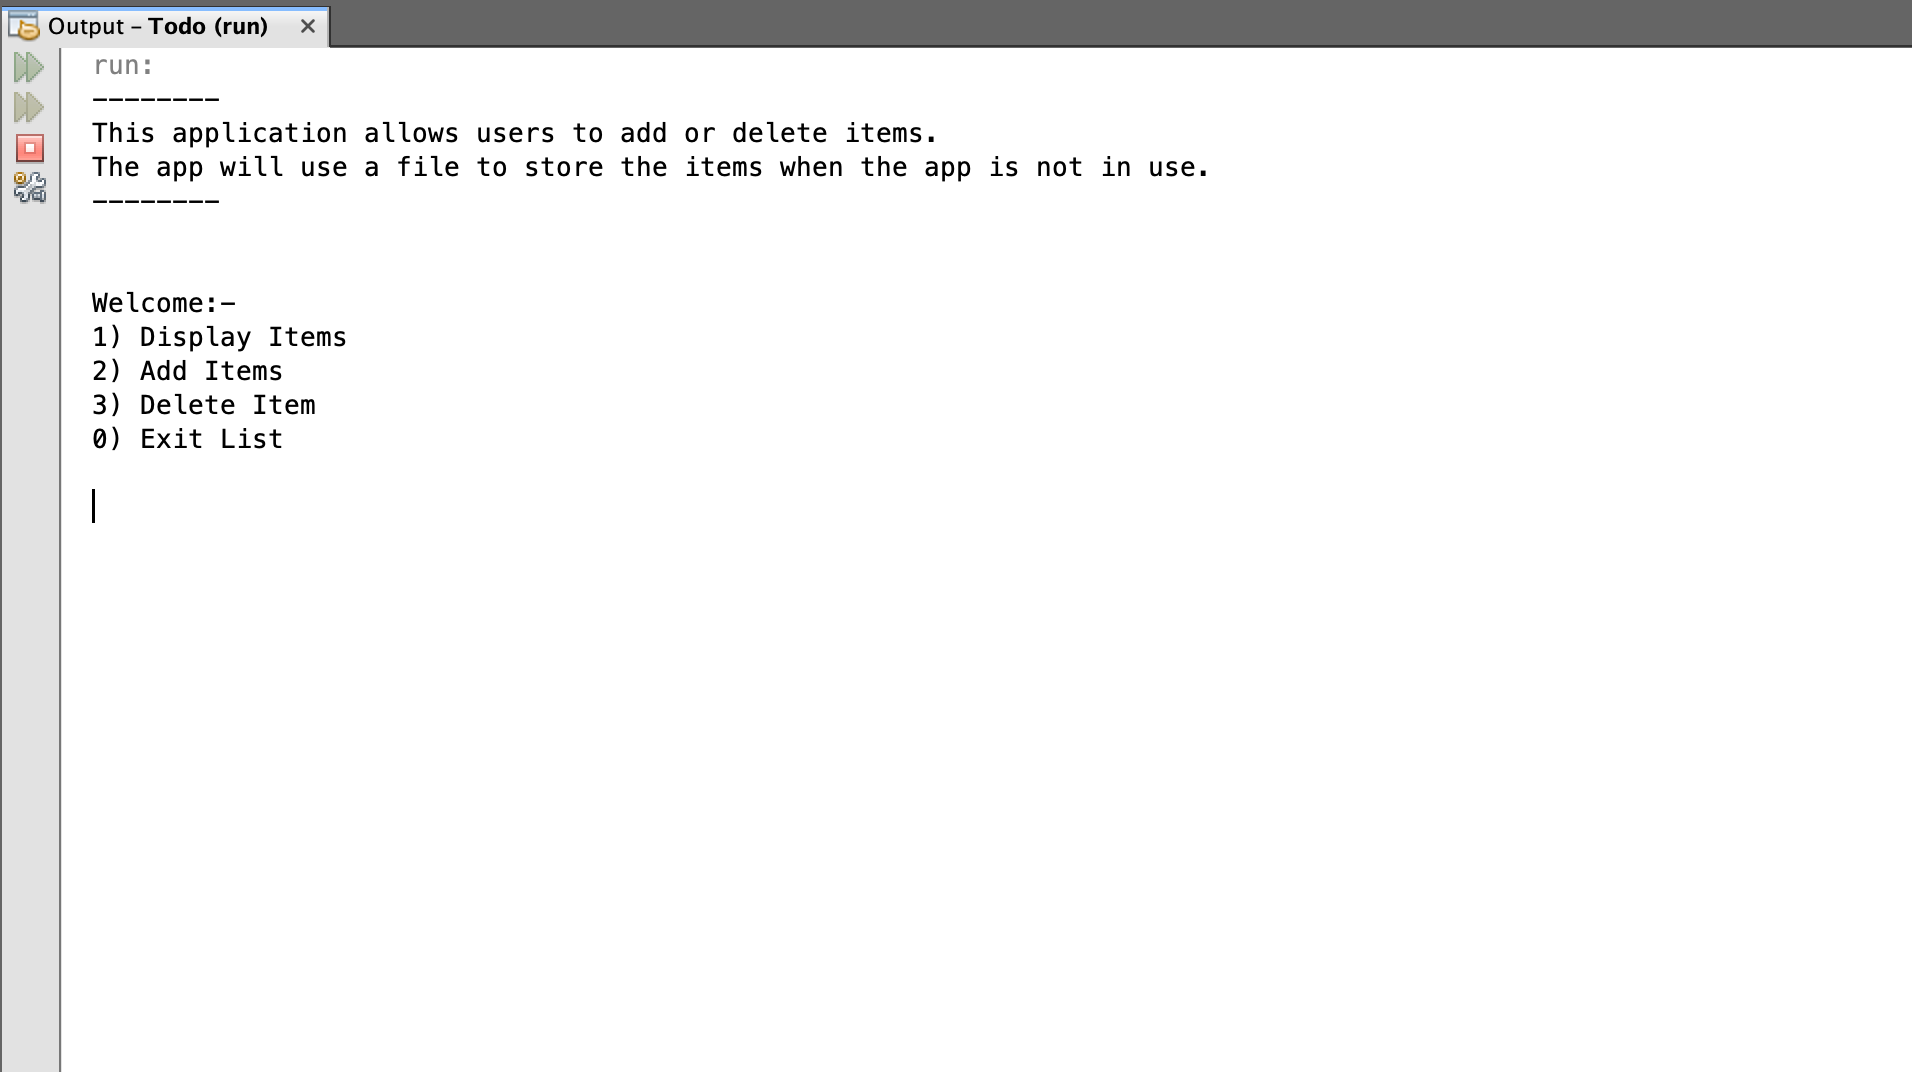 Output – Todo (run)
run:
--------
This application allows users to add or delete items.
The app will use a file to store the items when the app is not in use.
--------
Welcome:-
1) Display Items
2) Add Items
3) Delete Item
0) Exit List